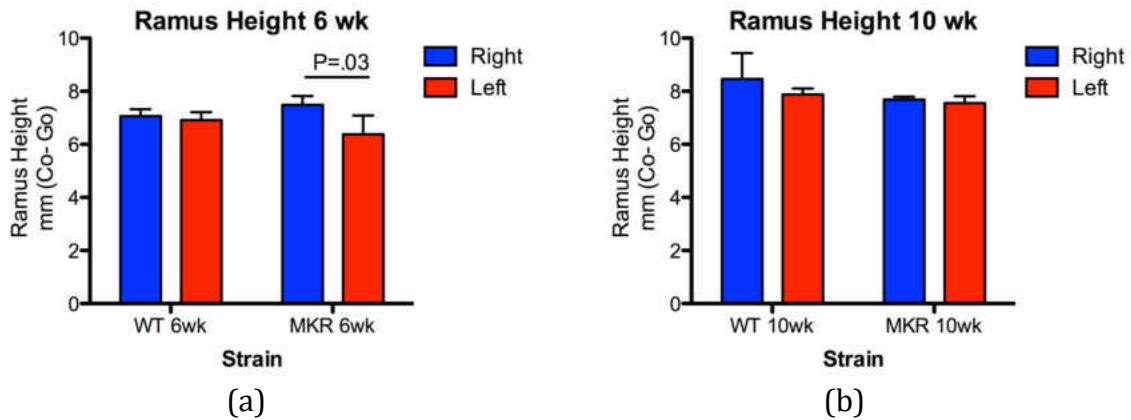 Ramus Height 6 wk
10
8
6
4
2
0
Ramus Height
mm (Co- Go)
P=.03
Right
Left
WT 6wk
MKR 6wk
Strain
(a)
Ramus Height 10 wk
10
8
6
4
2
0
Ramus Height
mm (Co- Go)
Right
Left
WT 10wk
MKR 10wk
Strain
(b)